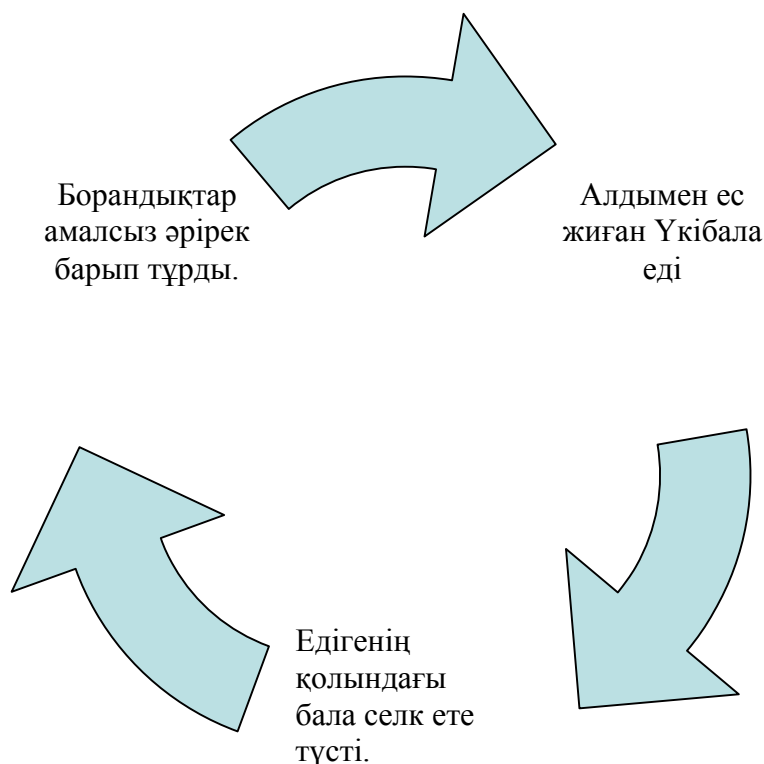 Борандықтар
амалсыз әрірек
барып тұрды.
Алдымен ес
жиған Үкібала
еді
Едігенің
қолындағы
бала селк ете
түсті.